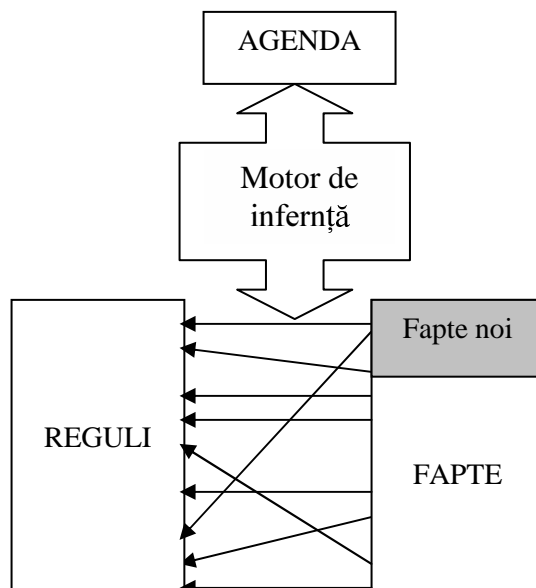 AGENDA
Motor de
infernță
Fapte noi
REGULI
FAPTE